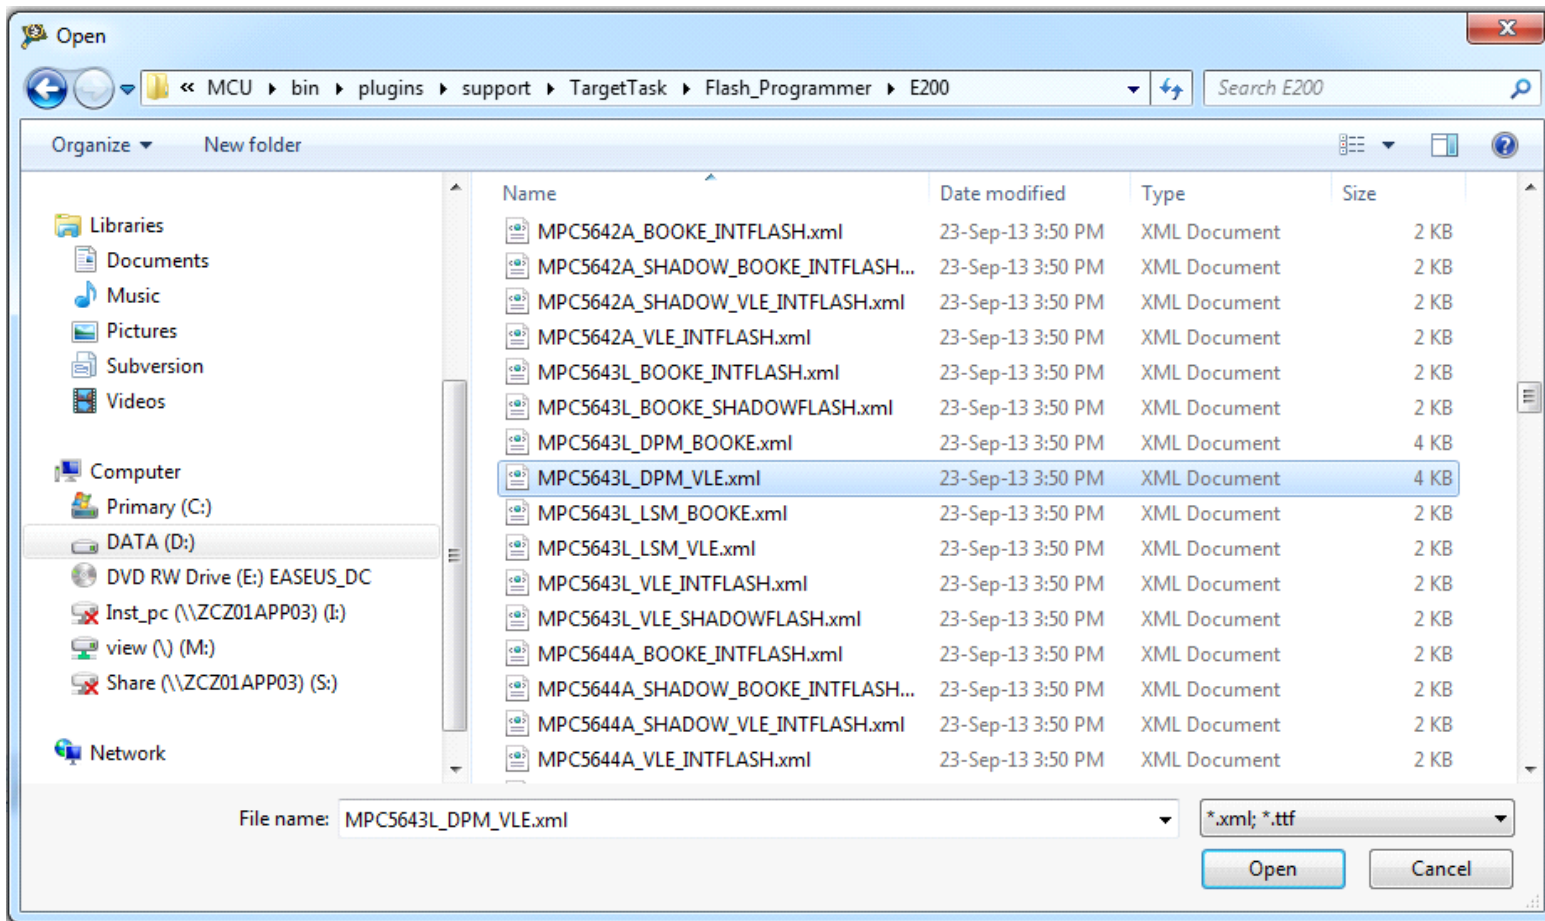 Open
« MCU ▸ bin ▸ plugins ▸ support ▸ TargetTask ▸ Flash_Programmer ▸ E200
Search E200
Organize
New folder
Libraries
Documents
Music
Pictures
Subversion
Videos
Computer
Primary (C:)
DATA (D:)
DVD RW Drive (E:) EASEUS_DC
Inst_pc (\\ZCZ01APP03) (I:)
view (\) (M:)
Share (\\ZCZ01APP03) (S:)
Network
Name Date modified Type Size
MPC5642A_BOOKE_INTFLASH.xml 23-Sep-13 3:50 PM XML Document 2 KB
MPC5642A_SHADOW_BOOKE_INTFLASH... 23-Sep-13 3:50 PM XML Document 2 KB
MPC5642A_SHADOW_VLE_INTFLASH.xml 23-Sep-13 3:50 PM XML Document 2 KB
MPC5642A_VLE_INTFLASH.xml 23-Sep-13 3:50 PM XML Document 2 KB
MPC5643L_BOOKE_INTFLASH.xml 23-Sep-13 3:50 PM XML Document 2 KB
MPC5643L_BOOKE_SHADOWFLASH.xml 23-Sep-13 3:50 PM XML Document 2 KB
MPC5643L_DPM_BOOKE.xml 23-Sep-13 3:50 PM XML Document 4 KB
MPC5643L_DPM_VLE.xml 23-Sep-13 3:50 PM XML Document 4 KB
MPC5643L_LSM_BOOKE.xml 23-Sep-13 3:50 PM XML Document 2 KB
MPC5643L_LSM_VLE.xml 23-Sep-13 3:50 PM XML Document 2 KB
MPC5643L_VLE_INTFLASH.xml 23-Sep-13 3:50 PM XML Document 2 KB
MPC5643L_VLE_SHADOWFLASH.xml 23-Sep-13 3:50 PM XML Document 2 KB
MPC5644A_BOOKE_INTFLASH.xml 23-Sep-13 3:50 PM XML Document 2 KB
MPC5644A_SHADOW_BOOKE_INTFLASH... 23-Sep-13 3:50 PM XML Document 2 KB
MPC5644A_SHADOW_VLE_INTFLASH.xml 23-Sep-13 3:50 PM XML Document 2 KB
MPC5644A_VLE_INTFLASH.xml 23-Sep-13 3:50 PM XML Document 2 KB
File name: MPC5643L_DPM_VLE.xml
*.xml; *.ttf
Open
Cancel